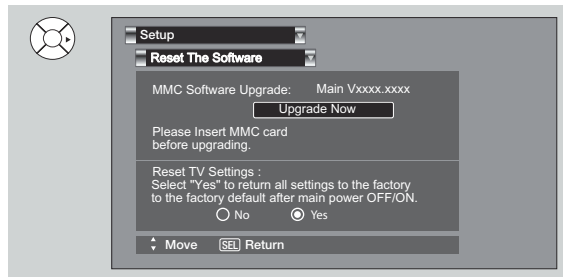 Setup
Reset The Software
MMC Software Upgrade: Main Vxxxx.xxxx
Upgrade Now
Please Insert MMC card
before upgrading.
Reset TV Settings :
Select "Yes" to return all settings to the factory
to the factory default after main power OFF/ON.
No Yes
Move SEL Return